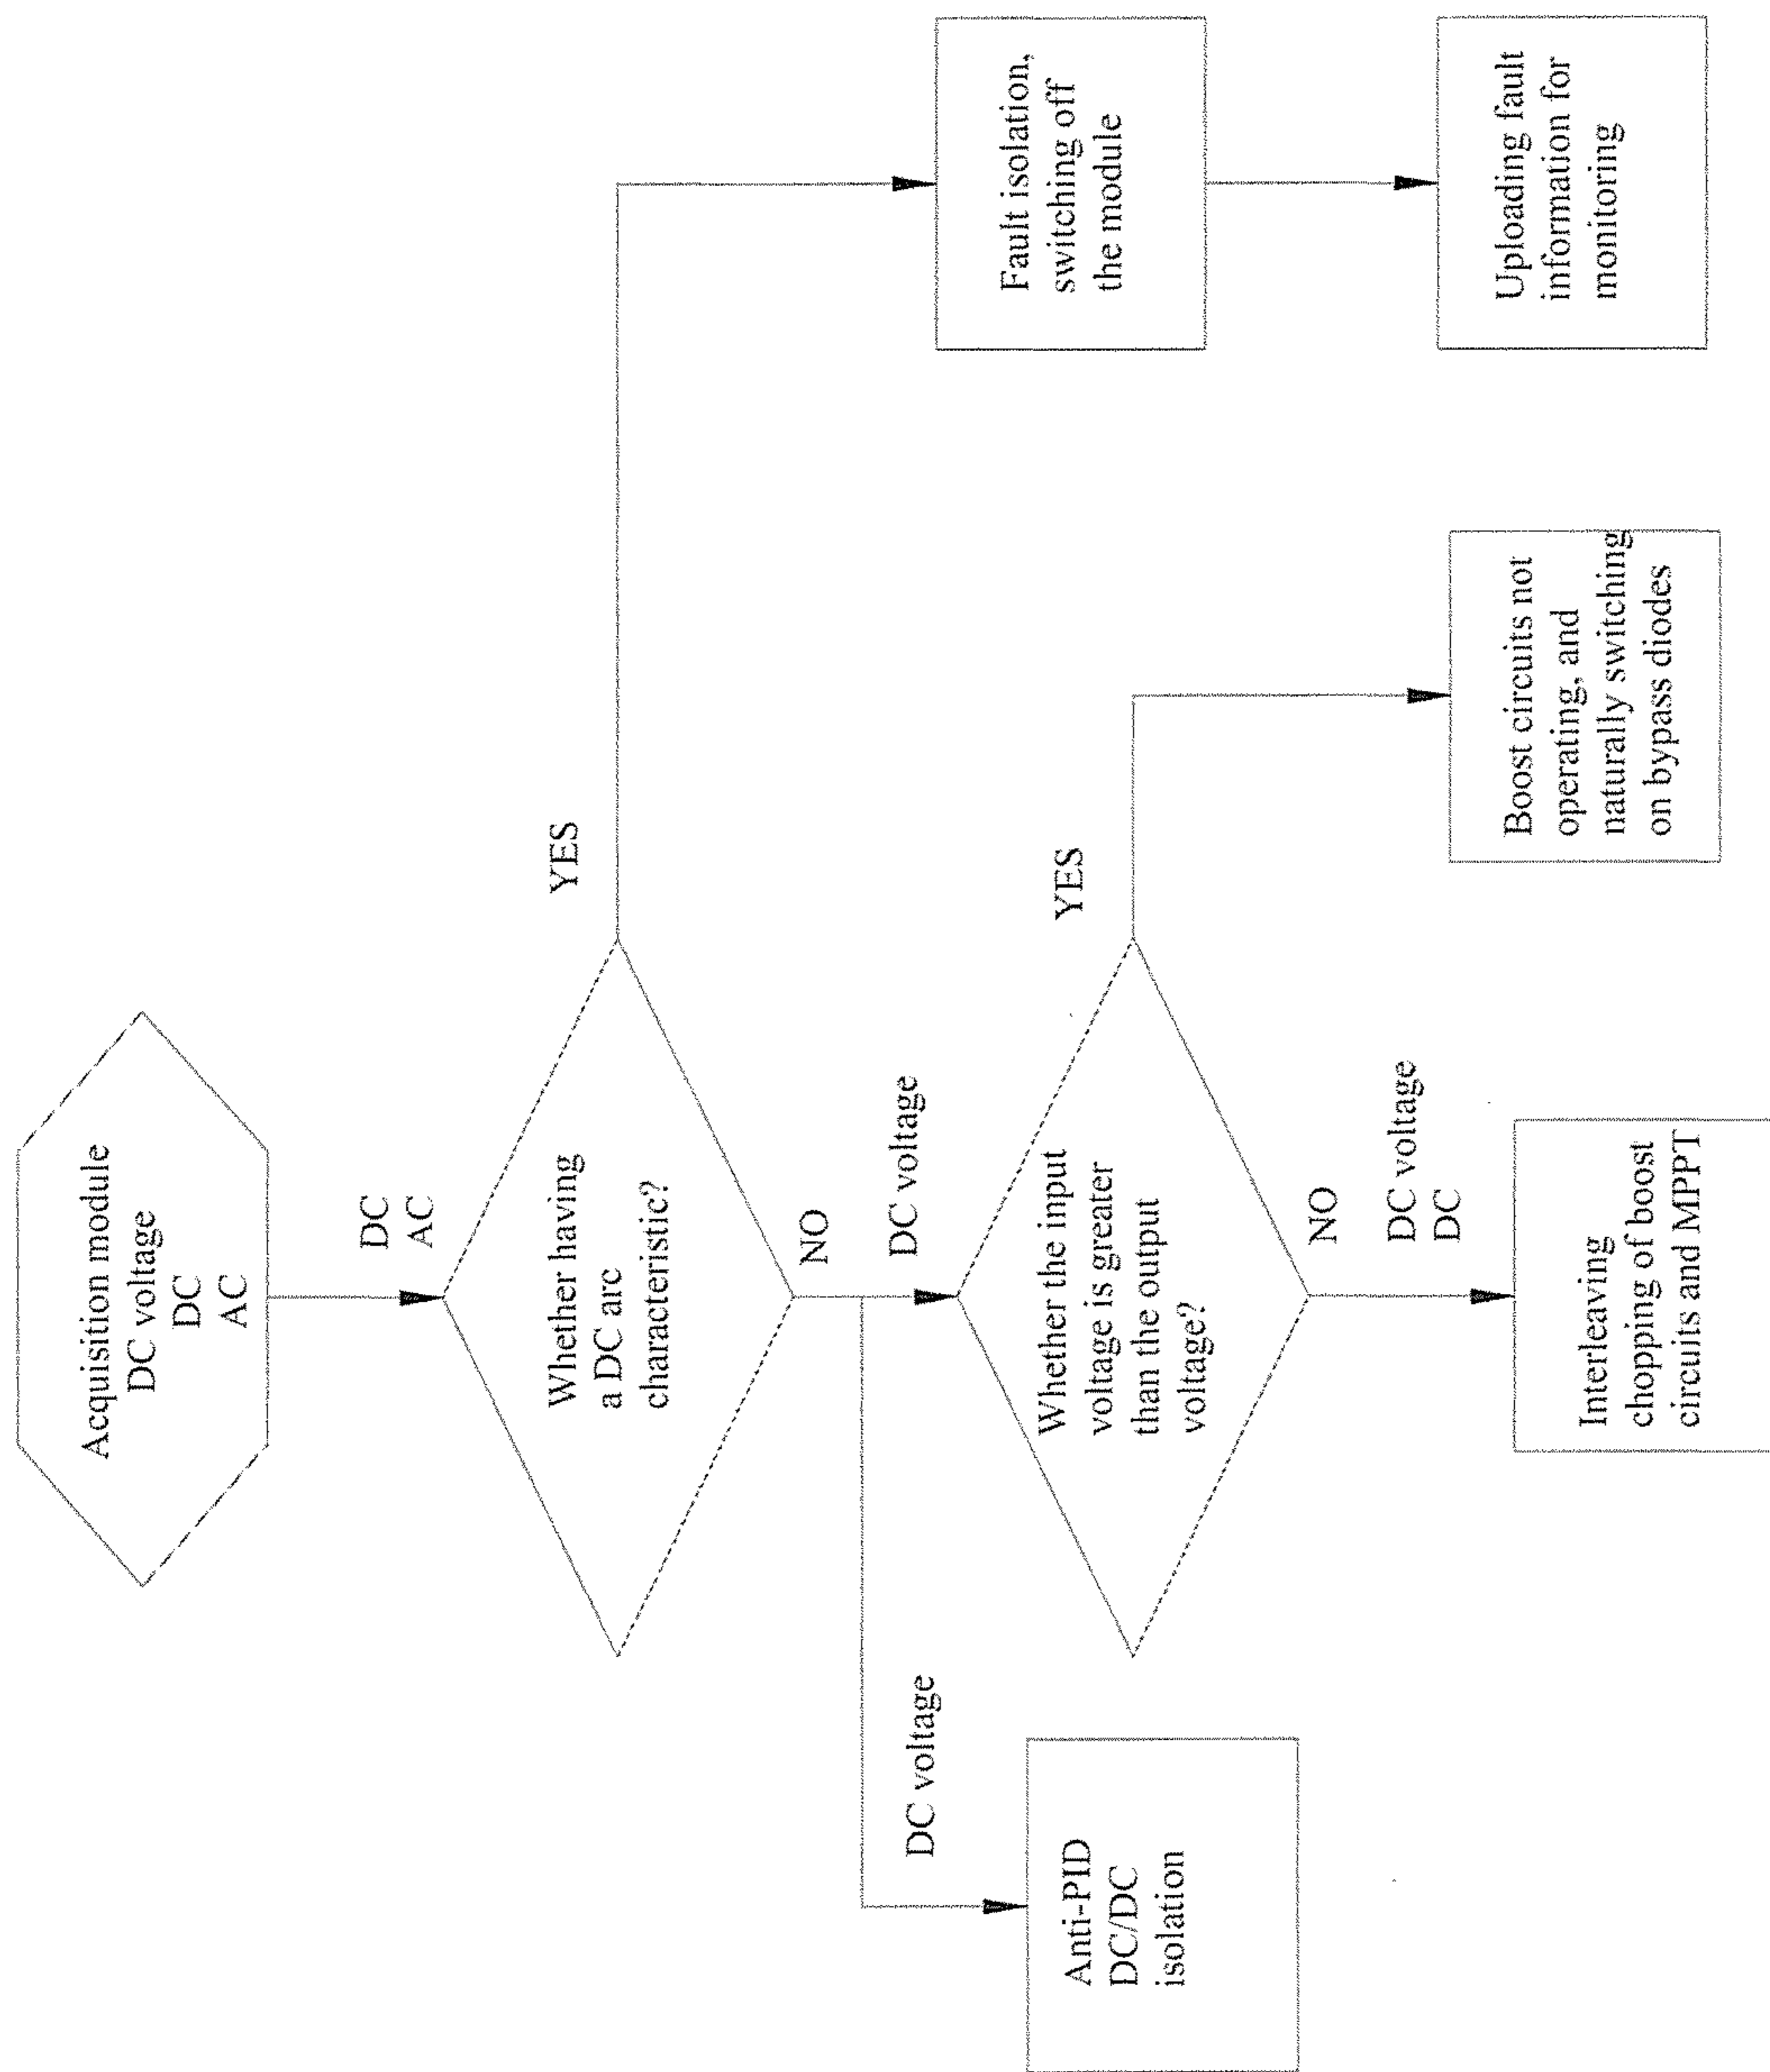 Acquisition module
DC voltage
DC
AC
DC
AC
Whether having
a DC arc
characteristic?
YES
NO
Fault isolation,
switching off
the module
Uploading fault
information for
monitoring
DC voltage
DC voltage
Anti-PID
DC/DC
isolation
Whether the input
voltage is greater
than the output
voltage?
YES
NO
Boost circuits not
operating, and
naturally switching
on bypass diodes
DC voltage
DC
Interleaving
chopping of boost
circuits and MPPT